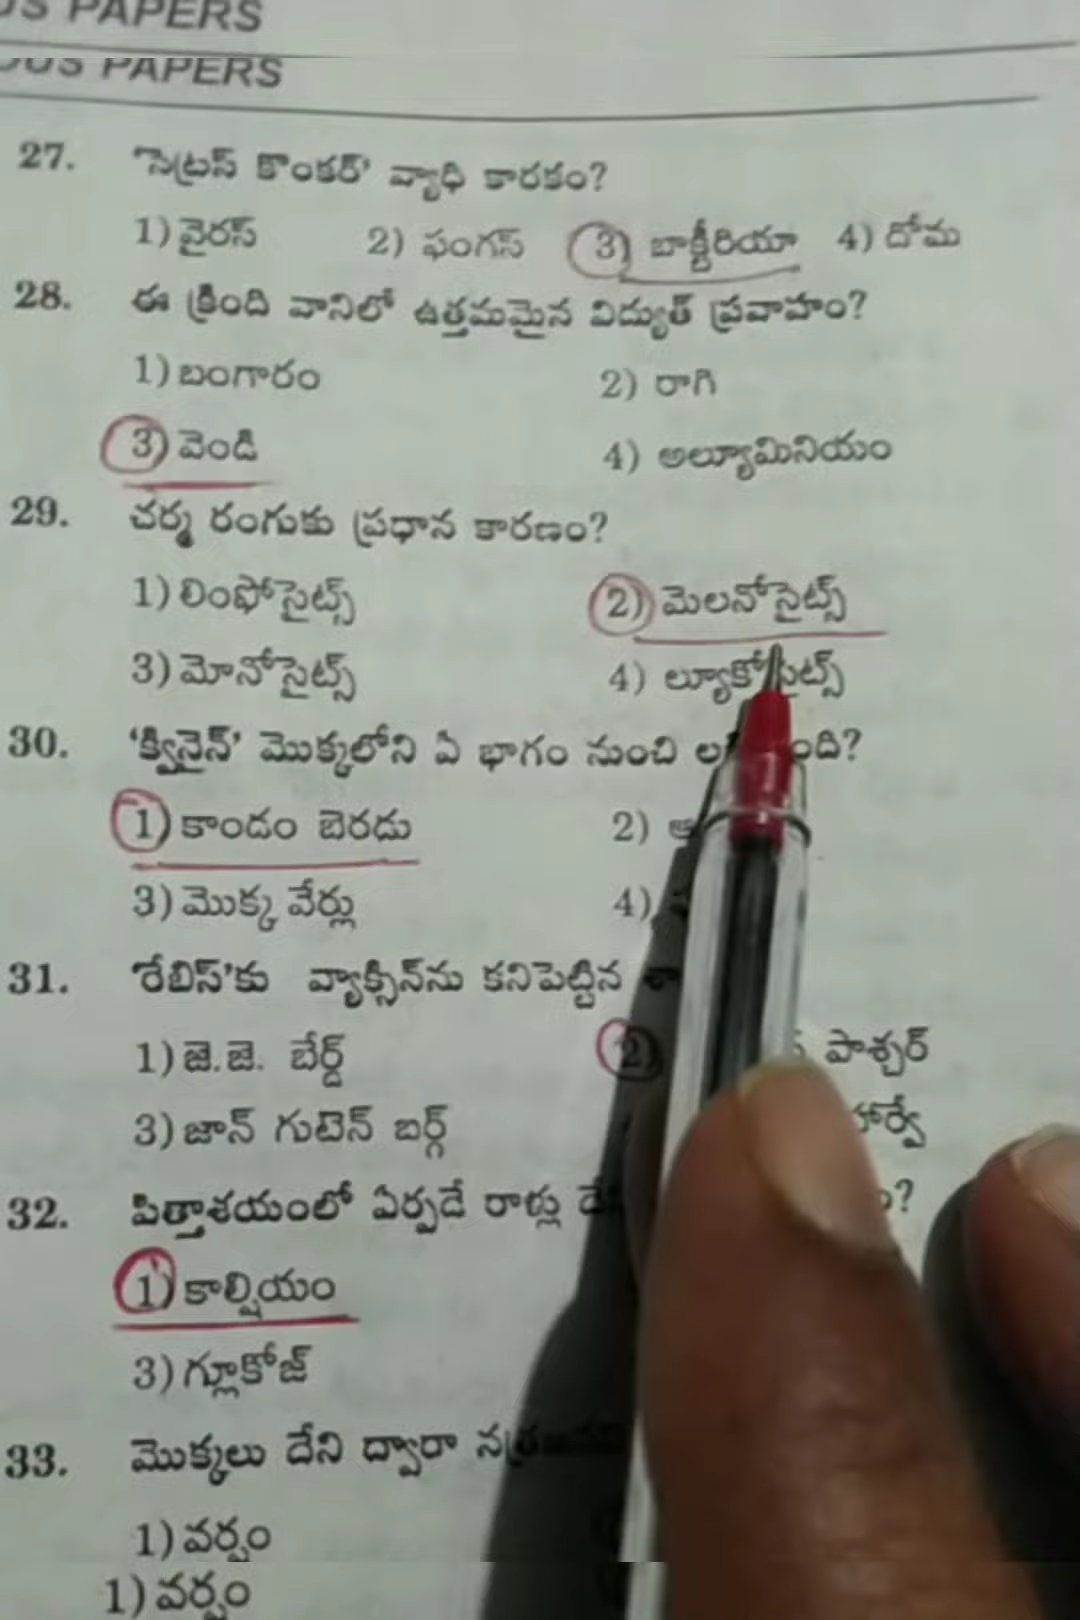 PAPERS
PAPERS
27. 'సిట్రస్ కాంకర్' వ్యాధి కారకం?
1) వైరస్ 2) ఫంగస్ 3) బాక్టీరియా 4) దోమ
28. ఈ క్రింది వానిలో ఉత్తమమైన విద్యుత్ ప్రవాహం?
1) బంగారం 2) రాగి
3) వెండి 4) అల్యూమినియం
29. చర్మ రంగుకు ప్రధాన కారణం?
1) లింఫోసైట్స్ 2) మెలనోసైట్స్
3) మోనోసైట్స్ 4) ల్యూకోసైట్స్
30. 'క్వినైన్' మొక్కలోని ఏ భాగం నుంచి
1) కాండం బెరడు 2)
3) మొక్క వేర్లు 4)
31. 'రేబిస్'కు వ్యాక్సిన్‌ను కనిపెట్టిన
1) జె.జె. బేర్డ్ 2) పాశ్చర్
3) జాన్ గుటెన్ బర్గ్ హార్వే
32. పిత్తాశయంలో ఏర్పడే రాళ్లు
1) కాల్షియం
3) గ్లూకోజ్
33. మొక్కలు దేని ద్వారా
1) వర్షం
1) వర్షం